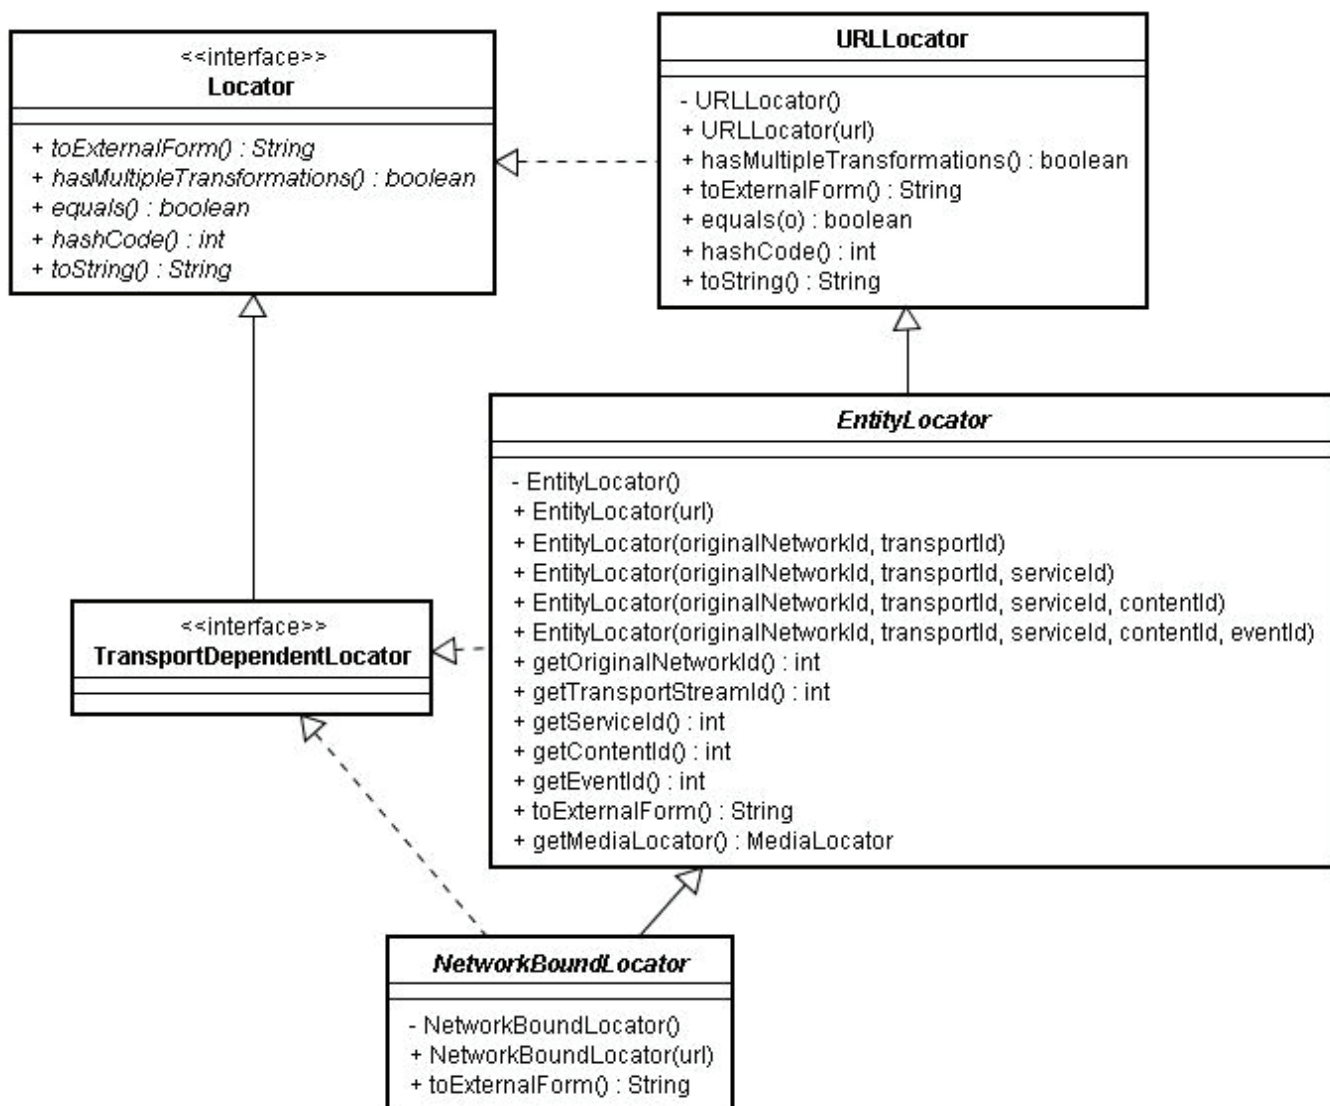 <<interface>>
Locator
+ toExternalForm() : String
+ hasMultipleTransformations() : boolean
+ equals() : boolean
+ hashCode() : int
+ toString() : String
URLLocator
- URLLocator()
+ URLLocator(url)
+ hasMultipleTransformations() : boolean
+ toExternalForm() : String
+ equals(o) : boolean
+ hashCode() : int
+ toString() : String
EntityLocator
- EntityLocator()
+ EntityLocator(url)
+ EntityLocator(originalNetworkId, transportId)
+ EntityLocator(originalNetworkId, transportId, serviceId)
+ EntityLocator(originalNetworkId, transportId, serviceId, contentId)
+ EntityLocator(originalNetworkId, transportId, serviceId, contentId, eventId)
+ getOriginalNetworkId() : int
+ getTransportStreamId() : int
+ getServiceId() : int
+ getContentId() : int
+ getEventId() : int
+ toExternalForm() : String
+ getMediaLocator() : MediaLocator
<<interface>>
TransportDependentLocator
NetworkBoundLocator
- NetworkBoundLocator()
+ NetworkBoundLocator(url)
+ toExternalForm() : String